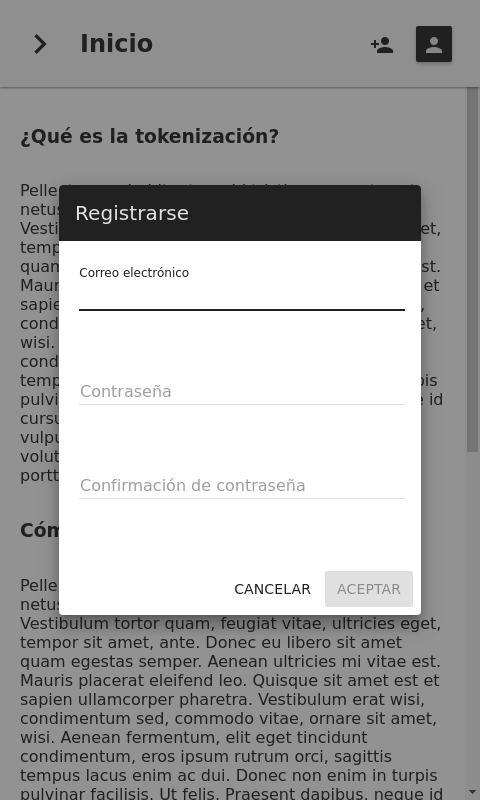 Inicio
¿Qué es la tokenización?
Pelle
netus
Vesti et,
temp
quam st.
Maur et
sapie ,
cond t,
wisi.
cond
temp is
pulvi id
cursu
vulpu
volut
portt
Registrarse
Correo electrónico
Contraseña
Confirmación de contraseña
CANCELAR ACEPTAR
Cóm
Pelle
netus
Vestibulum tortor quam, feugiat vitae, ultricies eget,
tempor sit amet, ante. Donec eu libero sit amet
quam egestas semper. Aenean ultricies mi vitae est.
Mauris placerat eleifend leo. Quisque sit amet est et
sapien ullamcorper pharetra. Vestibulum erat wisi,
condimentum sed, commodo vitae, ornare sit amet,
wisi. Aenean fermentum, elit eget tincidunt
condimentum, eros ipsum rutrum orci, sagittis
tempus lacus enim ac dui. Donec non enim in turpis
pulvinar facilisis. Ut felis. Praesent dapibus, neque id